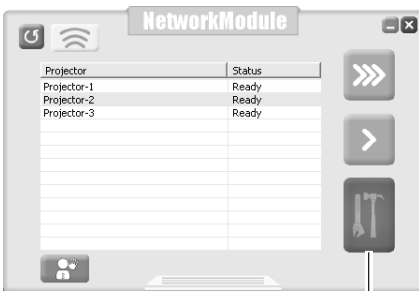 NetworkModule
Projector Status
Projector-1 Ready
Projector-2 Ready
Projector-3 Ready